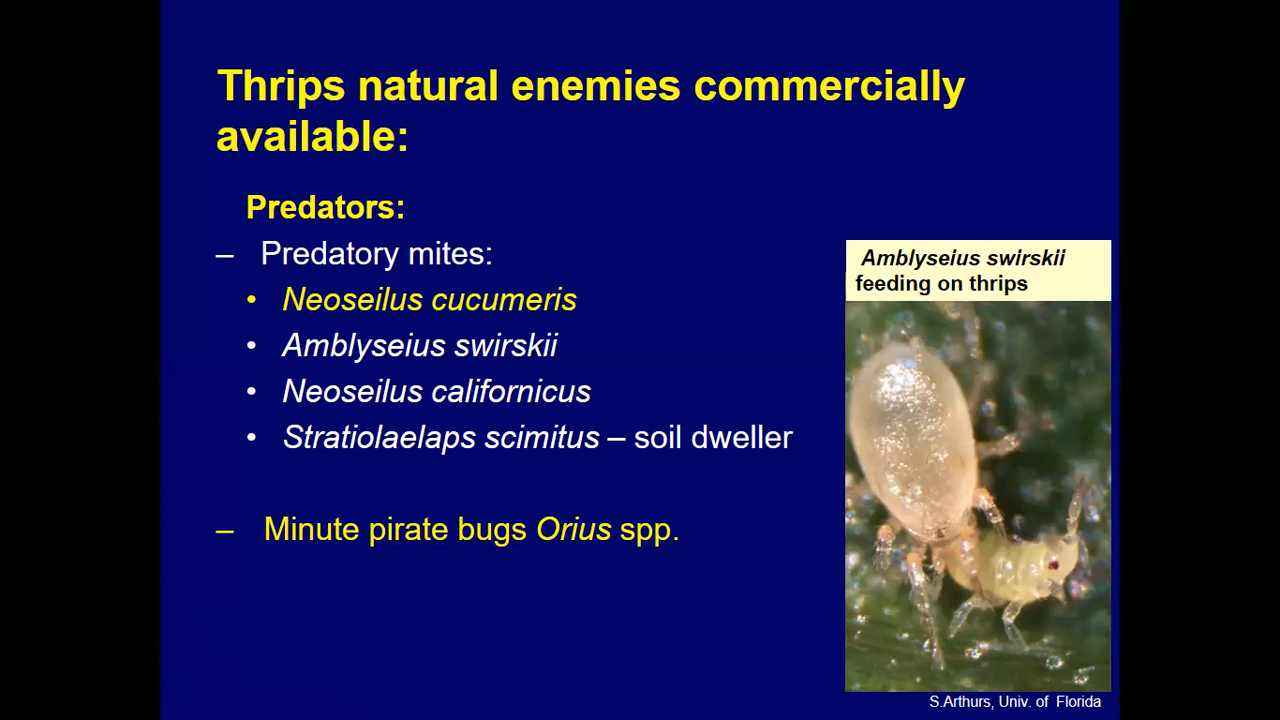 Thrips natural enemies commercially
available:
Predators:
– Predatory mites:
• Neoseilus cucumeris
• Amblyseius swirskii
• Neoseilus californicus
• Stratiolaelaps scimitus – soil dweller
– Minute pirate bugs Orius spp.
Amblyseius swirskii
feeding on thrips
S.Arthurs, Univ. of Florida